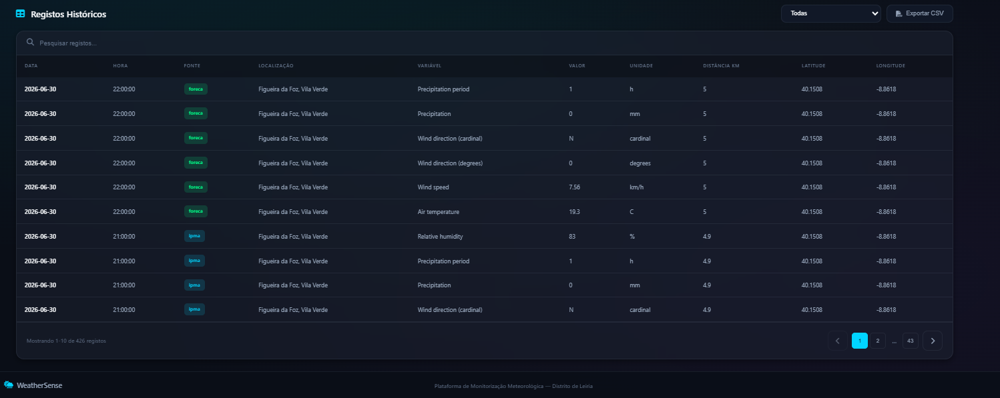 Registos Históricos
Todas
Exportar CSV
Pesquisar registos...
DATA HORA FONTE LOCALIZAÇÃO VARIÁVEL VALOR UNIDADE DISTÂNCIA KM LATITUDE LONGITUDE
2026-06-30 22:00:00 foreca Figueira da Foz, Vila Verde Precipitation period 1 h 5 40.1508 -8.8618
2026-06-30 22:00:00 foreca Figueira da Foz, Vila Verde Precipitation 0 mm 5 40.1508 -8.8618
2026-06-30 22:00:00 foreca Figueira da Foz, Vila Verde Wind direction (cardinal) N cardinal 5 40.1508 -8.8618
2026-06-30 22:00:00 foreca Figueira da Foz, Vila Verde Wind direction (degrees) 0 degrees 5 40.1508 -8.8618
2026-06-30 22:00:00 foreca Figueira da Foz, Vila Verde Wind speed 7.56 km/h 5 40.1508 -8.8618
2026-06-30 22:00:00 foreca Figueira da Foz, Vila Verde Air temperature 19.3 C 5 40.1508 -8.8618
2026-06-30 21:00:00 ipma Figueira da Foz, Vila Verde Relative humidity 83 % 4.9 40.1508 -8.8618
2026-06-30 21:00:00 ipma Figueira da Foz, Vila Verde Precipitation period 1 h 4.9 40.1508 -8.8618
2026-06-30 21:00:00 ipma Figueira da Foz, Vila Verde Precipitation 0 mm 4.9 40.1508 -8.8618
2026-06-30 21:00:00 ipma Figueira da Foz, Vila Verde Wind direction (cardinal) N cardinal 4.9 40.1508 -8.8618
Mostrando 1-10 de 426 registos
1 2 ... 43
WeatherSense
Plataforma de Monitorização Meteorológica — Distrito de Leiria